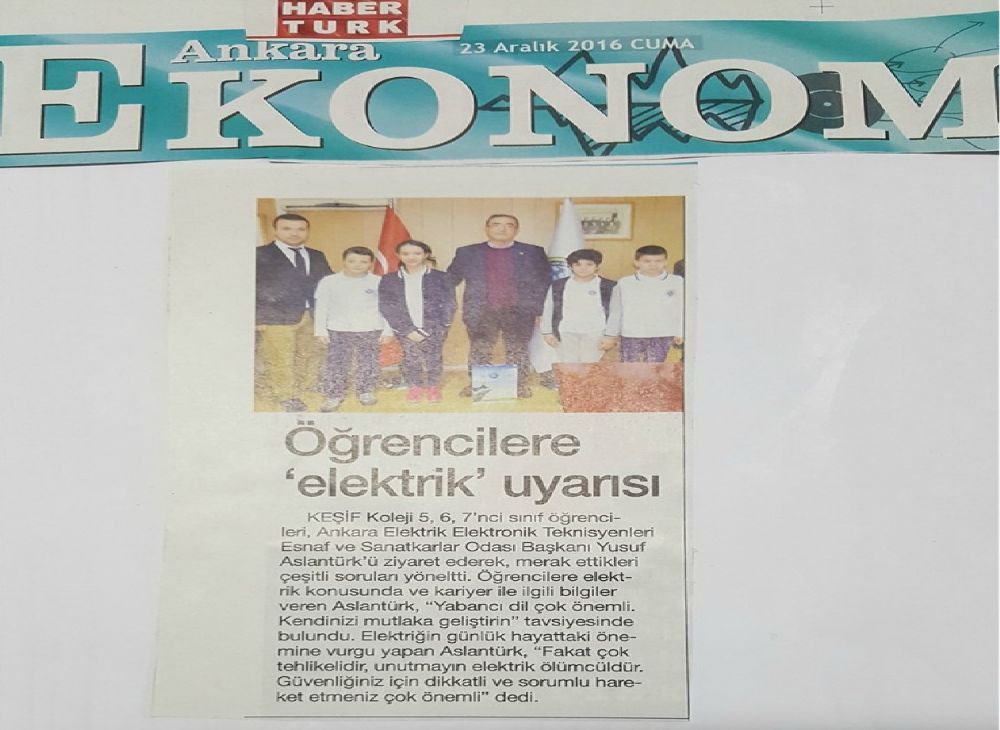 HABER
TURK
Ankara
23 Aralık 2016 CUMA
EKONOM
Öğrencilere
‘elektrik’ uyarısı
KEŞİF Koleji 5, 6, 7’nci sınıf öğrenci-
leri, Ankara Elektrik Elektronik Teknisyenleri
Esnaf ve Sanatkarlar Odası Başkanı Yusuf
Aslantürk’ü ziyaret ederek, merak ettikleri
çeşitli soruları yöneltti. Öğrencilere elekt-
rik konusunda ve kariyer ile ilgili bilgiler
veren Aslantürk, “Yabancı dil çok önemli.
Kendinizi mutlaka geliştirin” tavsiyesinde
bulundu. Elektriğin günlük hayattaki öne-
mine vurgu yapan Aslantürk, “Fakat çok
tehlikelidir, unutmayın elektrik ölümcüldür.
Güvenliğiniz için dikkatli ve sorumlu hare-
ket etmeniz çok önemli” dedi.